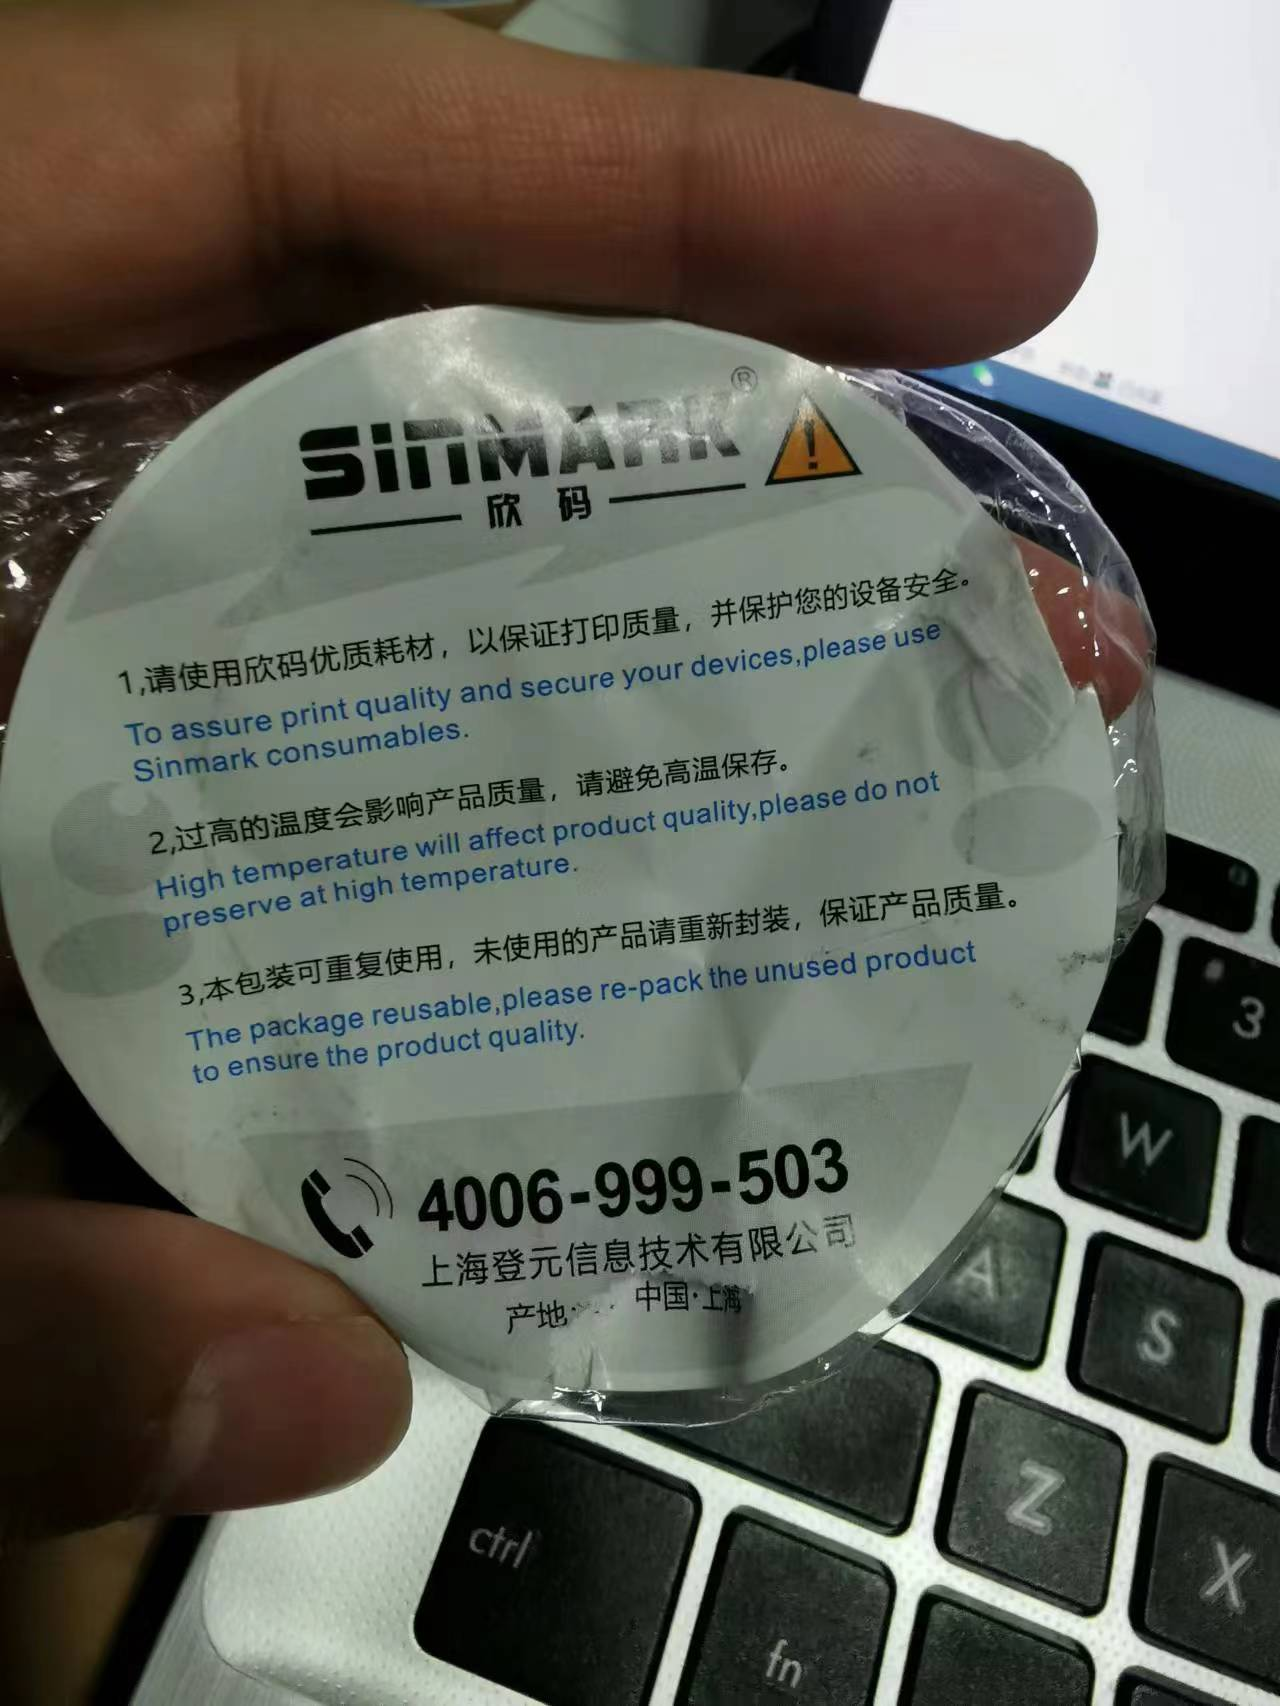 SinMARK®
欣码
1,请使用欣码优质耗材，以保证打印质量，并保护您的设备安全。
To assure print quality and secure your devices,please use
Sinmark consumables.
2,过高的温度会影响产品质量，请避免高温保存。
High temperature will affect product quality,please do not
preserve at high temperature.
3,本包装可重复使用，未使用的产品请重新封装，保证产品质量。
The package reusable,please re-pack the unused product
to ensure the product quality.
4006-999-503
上海登元信息技术有限公司
产地: 中国·上海
3
W
A
S
Z
X
ctrl
fn